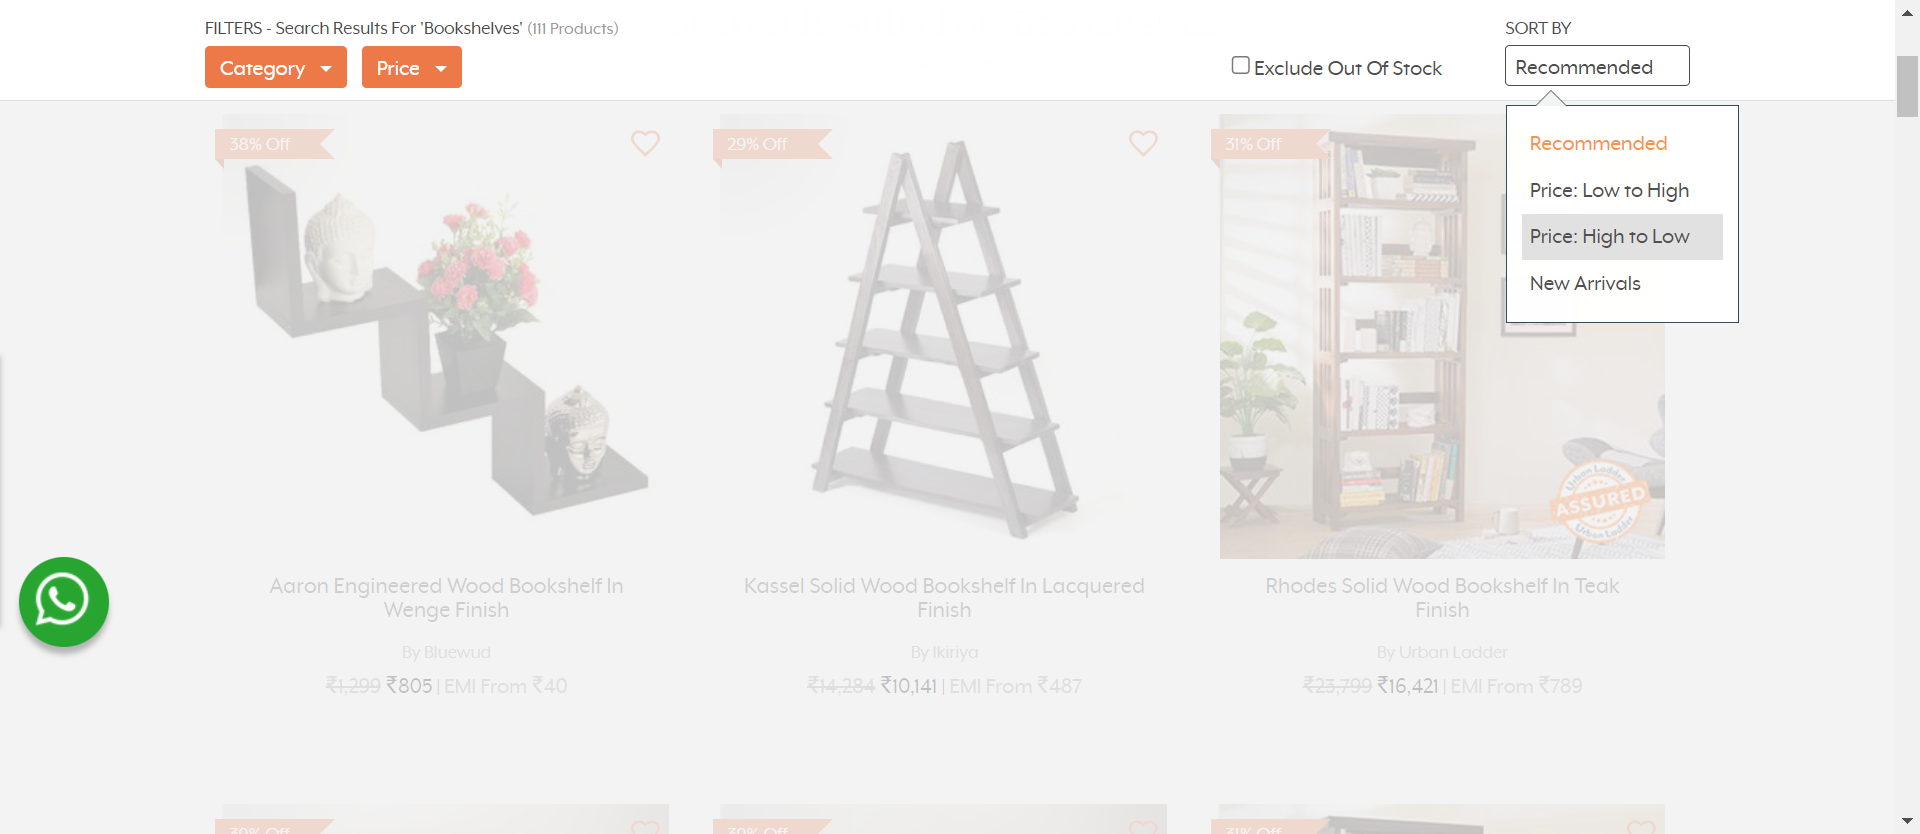 FILTERS - Search Results For 'Bookshelves' (111 Products)
SORT BY
Category
Price
Exclude Out Of Stock
Recommended
Recommended
Price: Low to High
Price: High to Low
New Arrivals
38% Off
29% Off
31% Off
Urban Ladder
ASSURED
Urban Ladder
Aaron Engineered Wood Bookshelf In
Wenge Finish
By Bluewud
₹1,299 ₹805 | EMI From ₹40
Kassel Solid Wood Bookshelf In Lacquered
Finish
By Ikiriya
₹14,284 ₹10,141 | EMI From ₹487
Rhodes Solid Wood Bookshelf In Teak
Finish
By Urban Ladder
₹23,799 ₹16,421 | EMI From ₹789
31% Off